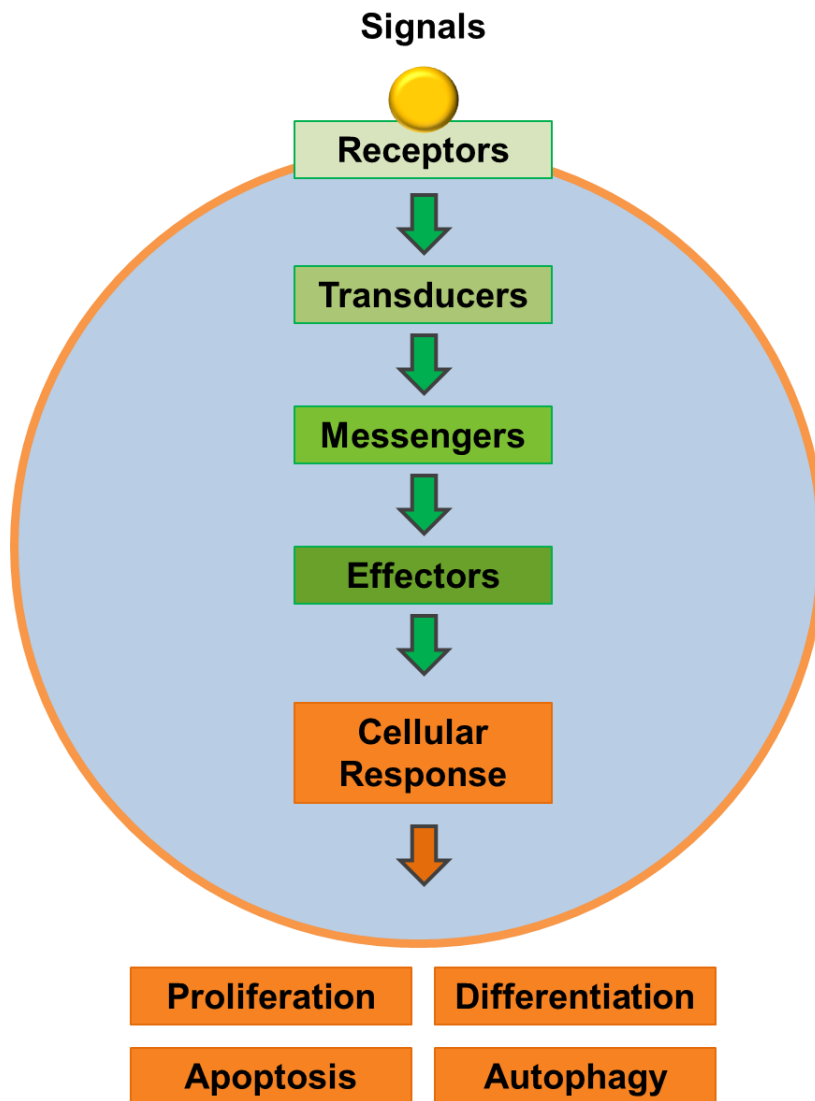 Signals
Receptors
Transducers
Messengers
Effectors
Cellular
Response
Proliferation
Differentiation
Apoptosis
Autophagy